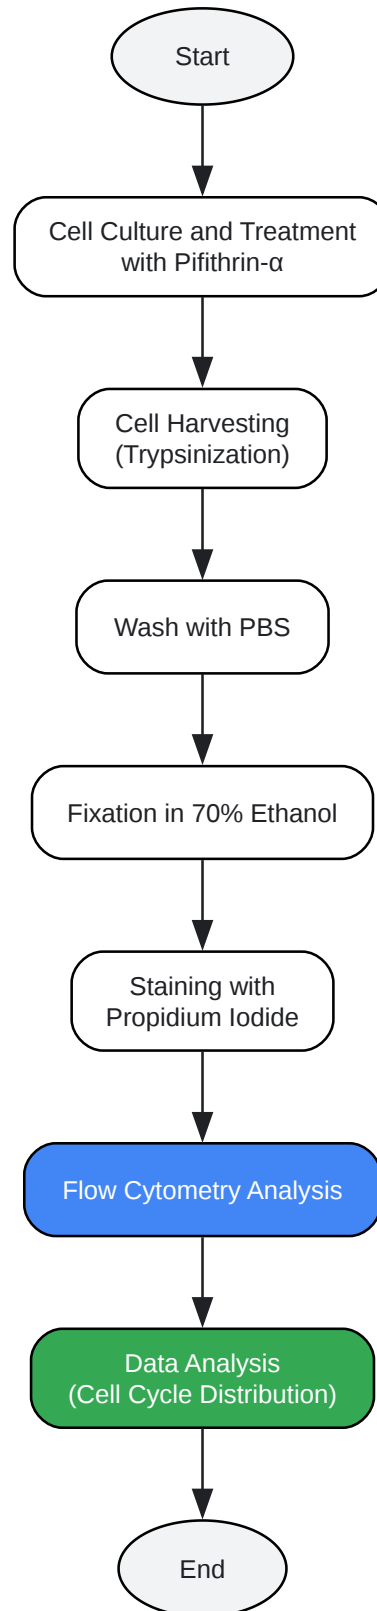 Start
Cell Culture and Treatment
with Pifithrin-α
Cell Harvesting
(Trypsinization)
Wash with PBS
Fixation in 70% Ethanol
Staining with
Propidium Iodide
Flow Cytometry Analysis
Data Analysis
(Cell Cycle Distribution)
End